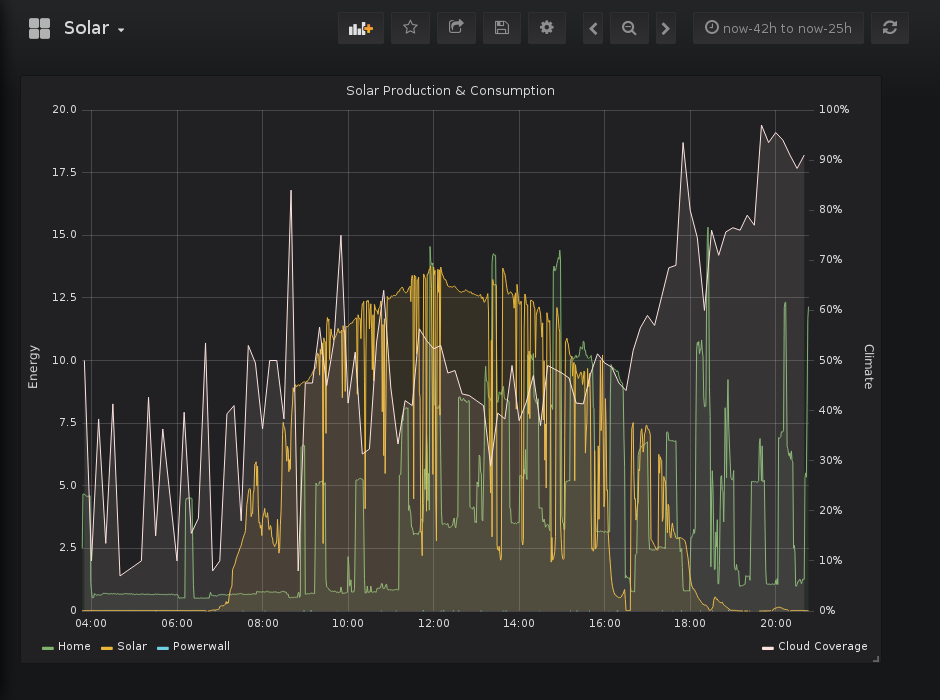 Solar
now-42h to now-25h
Solar Production & Consumption
20.0 100%
90%
17.5
80%
15.0
70%
12.5
60%
10.0 50%
Energy
Climate
40%
7.5
30%
5.0
20%
2.5
10%
0 0%
04:00 06:00 08:00 10:00 12:00 14:00 16:00 18:00 20:00
Home Solar Powerwall Cloud Coverage